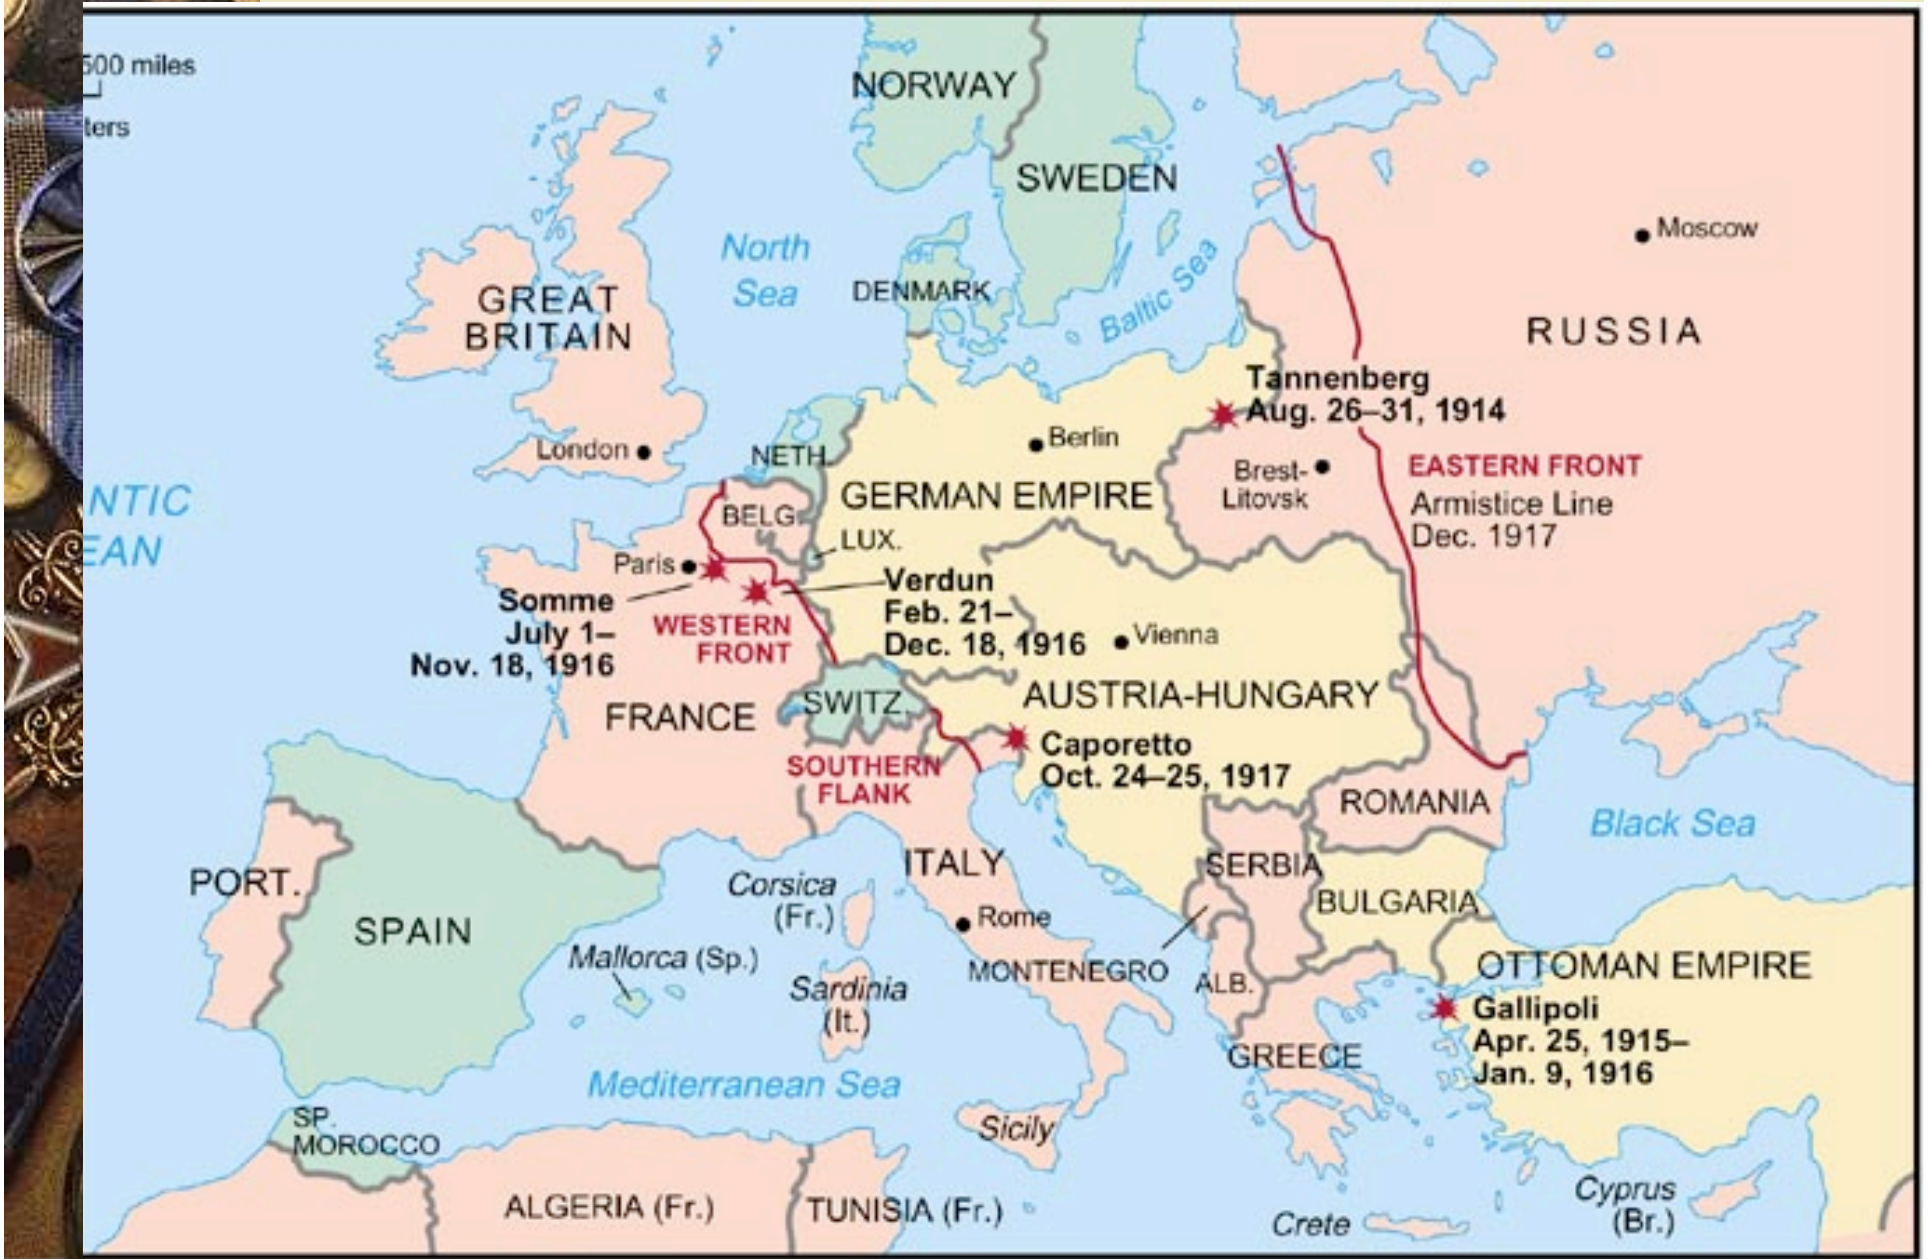 500 miles
ters
NORWAY
SWEDEN
Moscow
North
Sea
GREAT
BRITAIN
DENMARK
Baltic Sea
RUSSIA
Tannenberg
Aug. 26–31, 1914
London
NETH.
Berlin
Brest-
Litovsk
EASTERN FRONT
Armistice Line
Dec. 1917
NTIC
EAN
BELG.
GERMAN EMPIRE
LUX.
Paris
Somme
July 1–
Nov. 18, 1916
WESTERN
FRONT
Verdun
Feb. 21–
Dec. 18, 1916
Vienna
FRANCE
SWITZ.
AUSTRIA-HUNGARY
SOUTHERN
FLANK
Caporetto
Oct. 24–25, 1917
ROMANIA
Black Sea
PORT.
SPAIN
Corsica
(Fr.)
ITALY
Rome
SERBIA
BULGARIA
Mallorca (Sp.)
Sardinia
(It.)
MONTENEGRO
ALB.
OTTOMAN EMPIRE
Gallipoli
Apr. 25, 1915–
Jan. 9, 1916
GREECE
Mediterranean Sea
SP.
MOROCCO
Sicily
ALGERIA (Fr.)
TUNISIA (Fr.)
Crete
Cyprus
(Br.)